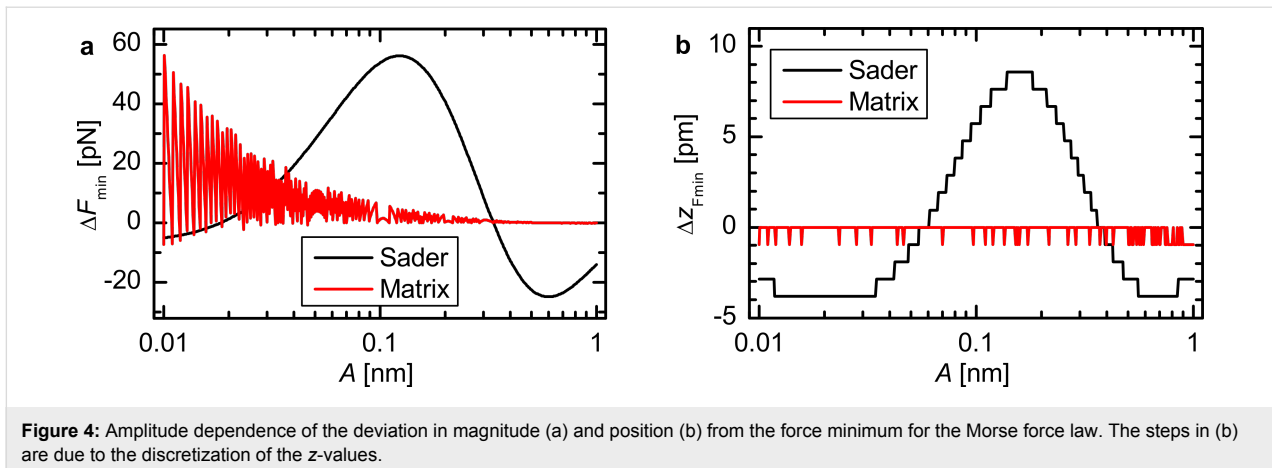 a
60
40
20
0
-20
ΔFmin [pN]
Sader
Matrix
0.01
0.1
1
A [nm]
b
10
5
0
-5
ΔzFmin [pm]
Sader
Matrix
0.01
0.1
1
A [nm]
Figure 4: Amplitude dependence of the deviation in magnitude (a) and position (b) from the force minimum for the Morse force law. The steps in (b)
are due to the discretization of the z-values.